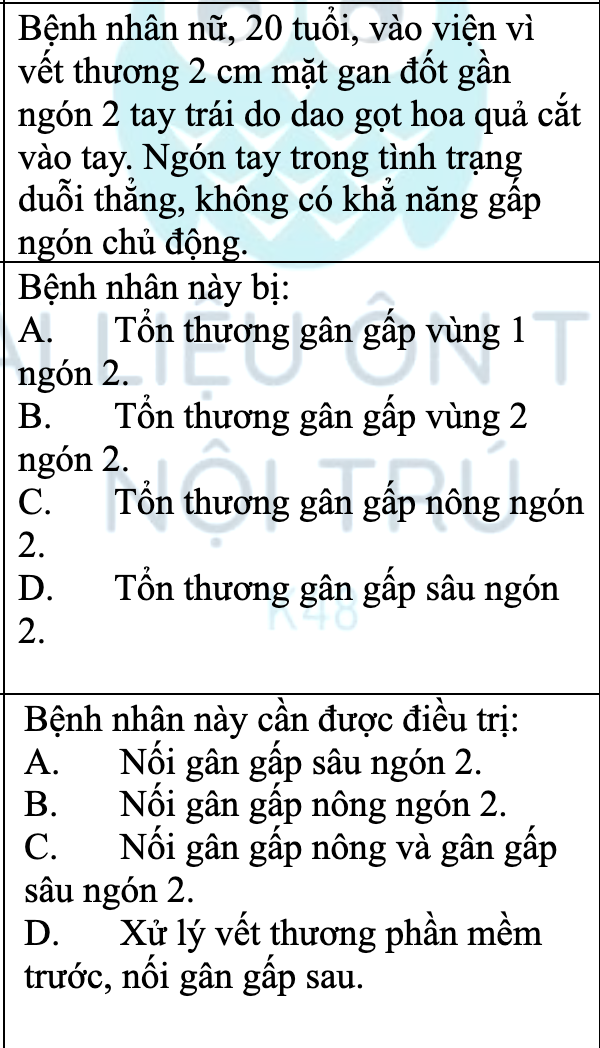 Bệnh nhân nữ, 20 tuổi, vào viện vì
vết thương 2 cm mặt gan đốt gần
ngón 2 tay trái do dao gọt hoa quả cắt
vào tay. Ngón tay trong tình trạng
duỗi thẳng, không có khả năng gấp
ngón chủ động.
Bệnh nhân này bị:
A. Tổn thương gân gấp vùng 1
ngón 2.
B. Tổn thương gân gấp vùng 2
ngón 2.
C. Tổn thương gân gấp nông ngón
2.
D. Tổn thương gân gấp sâu ngón
2.
Bệnh nhân này cần được điều trị:
A. Nối gân gấp sâu ngón 2.
B. Nối gân gấp nông ngón 2.
C. Nối gân gấp nông và gân gấp
sâu ngón 2.
D. Xử lý vết thương phần mềm
trước, nối gân gấp sau.
AI LIỆU ÔN T
NỘI TRÚ
K48